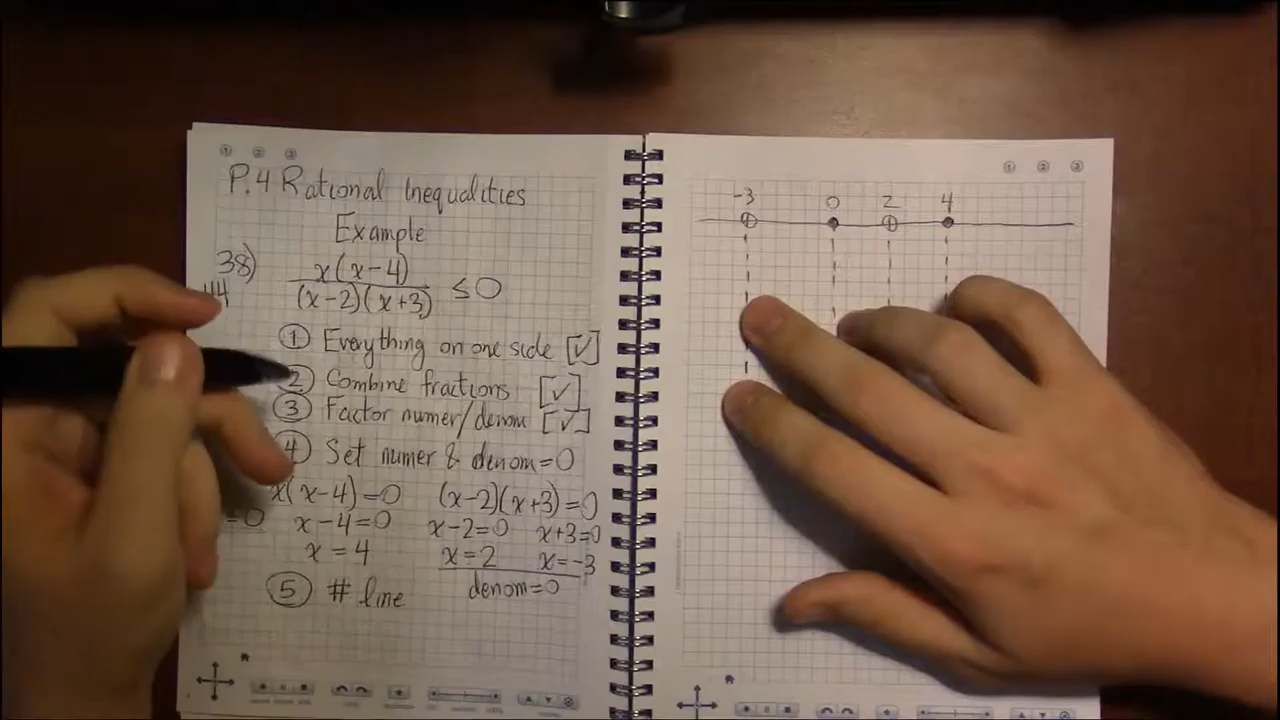 P.4 Rational Inequalities
Example
38)
44
x(x-4)
(x-2)(x+3)
≤0
① Everything on one side [✓]
② Combine fractions [✓]
③ Factor numer/denom [✓]
④ Set numer & denom=0
x(x-4)=0 (x-2)(x+3)=0
=0 x-4=0 x-2=0 x+3=0
x=4 x=2 x=-3
denom=0
⑤ # line
-3 0 2 4